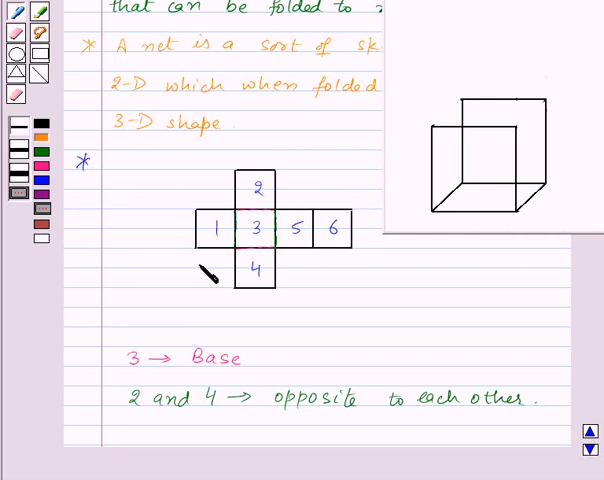 that can be folded to
* A net is a sort of sk
2-D which when folded
3-D shape.
*
2
1 3 5 6
4
3 → Base
2 and 4 → opposite to each other.